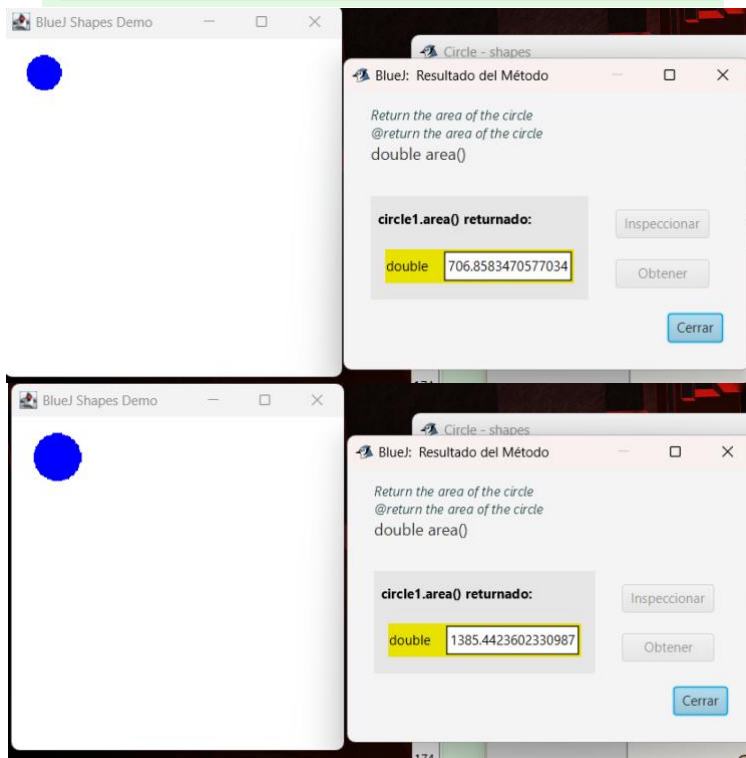 BlueJ Shapes Demo
Circle - shapes
BlueJ: Resultado del Método
Return the area of the circle
@return the area of the circle
double area()
circle1.area() returnado:
Inspeccionar
double 706.8583470577034
Obtener
Cerrar
BlueJ Shapes Demo
Circle - shapes
BlueJ: Resultado del Método
Return the area of the circle
@return the area of the circle
double area()
circle1.area() returnado:
Inspeccionar
double 1385.4423602330987
Obtener
Cerrar
174